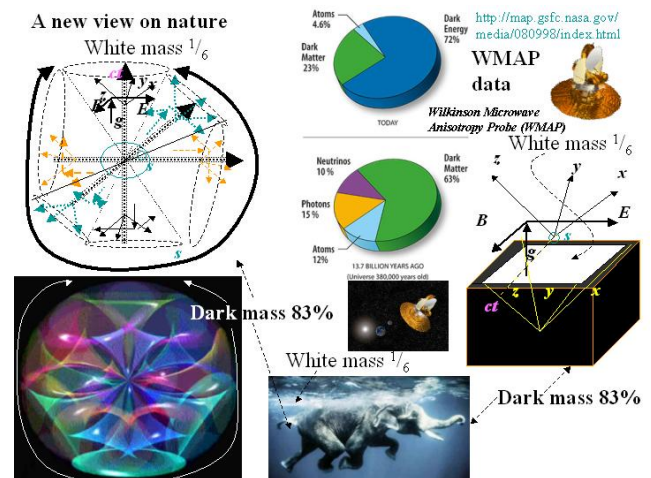 A new view on nature
White mass 1/6
ct
y
x
z
B
E
g
s
s
Atoms
4.6%
Dark
Energy
72%
Dark
Matter
23%
TODAY
http://map.gsfc.nasa.gov/
media/080998/index.html
WMAP
data
Wilkinson Microwave
Anisotropy Probe (WMAP)
Neutrinos
10 %
Dark
Matter
63%
Photons
15 %
Atoms
12%
13.7 BILLION YEARS AGO
(Universe 380,000 years old)
White mass 1/6
z
y
x
B
E
s
g
ct
z
y
x
Dark mass 83%
White mass 1/6
Dark mass 83%